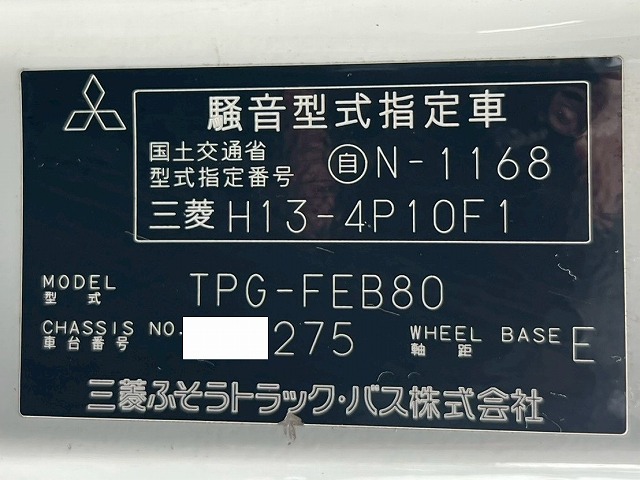 騒音型式指定車
国土交通省
型式指定番号 自N-1168
三菱 H13-4P10F1
MODEL
型式 TPG-FEB80
CHASSIS NO.
車台番号 275
WHEEL BASE
軸距 E
三菱ふそうトラック・バス株式会社